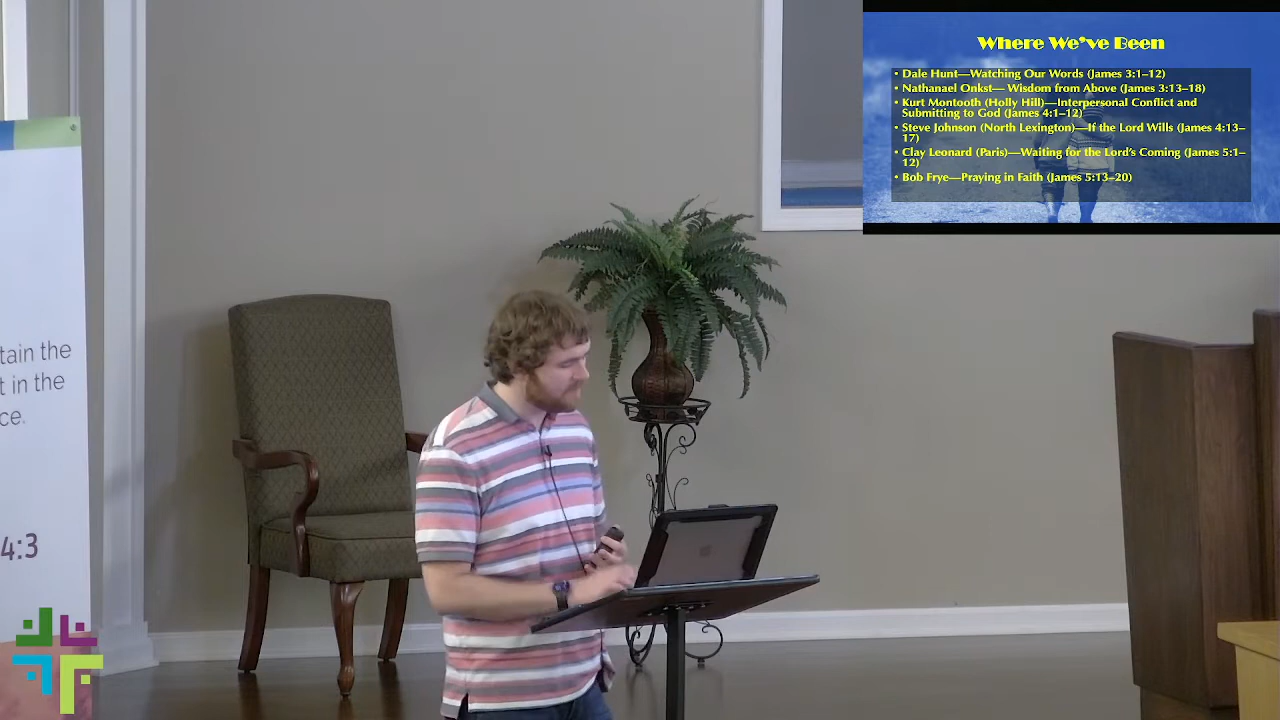 Where We've Been
• Dale Hunt—Watching Our Words (James 3:1–12)
• Nathanael Onkst— Wisdom from Above (James 3:13–18)
• Kurt Montooth (Holly Hill)—Interpersonal Conflict and
Submitting to God (James 4:1–12)
• Steve Johnson (North Lexington)—If the Lord Wills (James 4:13–
17)
• Clay Leonard (Paris)—Waiting for the Lord's Coming (James 5:1–
12)
• Bob Frye—Praying in Faith (James 5:13–20)
tain the
t in the
ce.
4:3